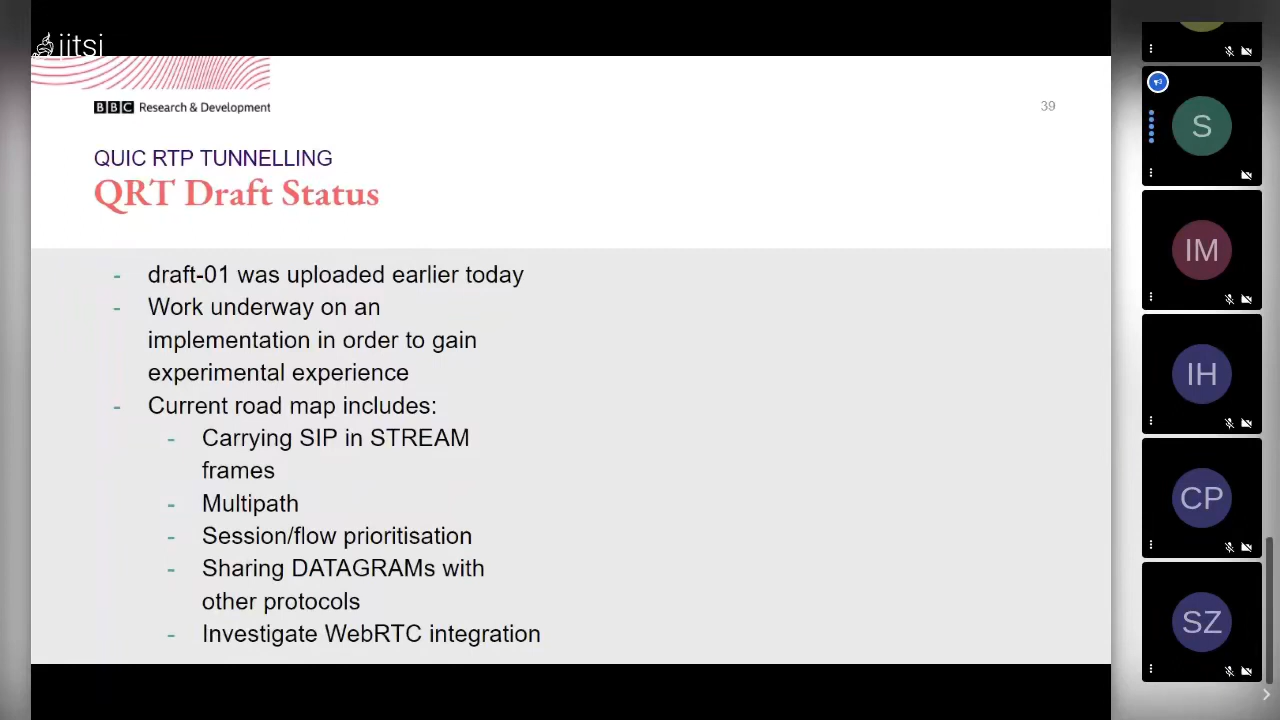 jitsi
BBC Research & Development
39
QUIC RTP TUNNELLING
QRT Draft Status
- draft-01 was uploaded earlier today
- Work underway on an
implementation in order to gain
experimental experience
- Current road map includes:
- Carrying SIP in STREAM
frames
- Multipath
- Session/flow prioritisation
- Sharing DATAGRAMs with
other protocols
- Investigate WebRTC integration
S
IM
IH
CP
SZ